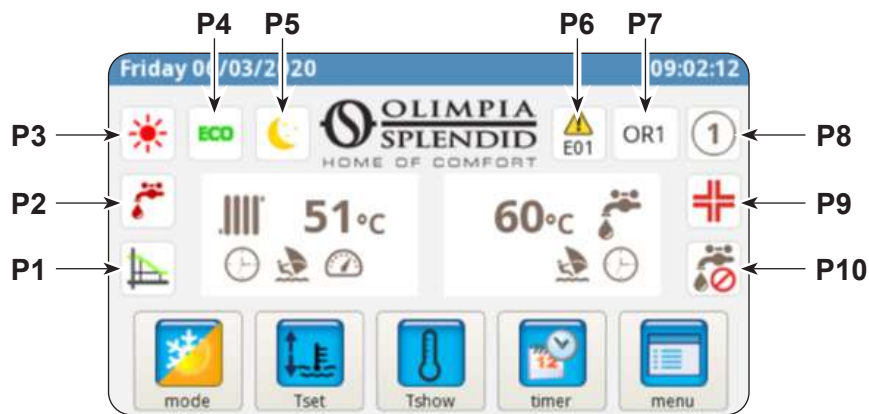 P4 P5 P6 P7
Friday 06/03/2020 09:02:12
P3 ECO OLIMPIA SPLENDID E01 OR1 1 P8
HOME OF COMFORT
P2 51°C 60°C P9
P1 P10
12
mode Tset Tshow timer menu